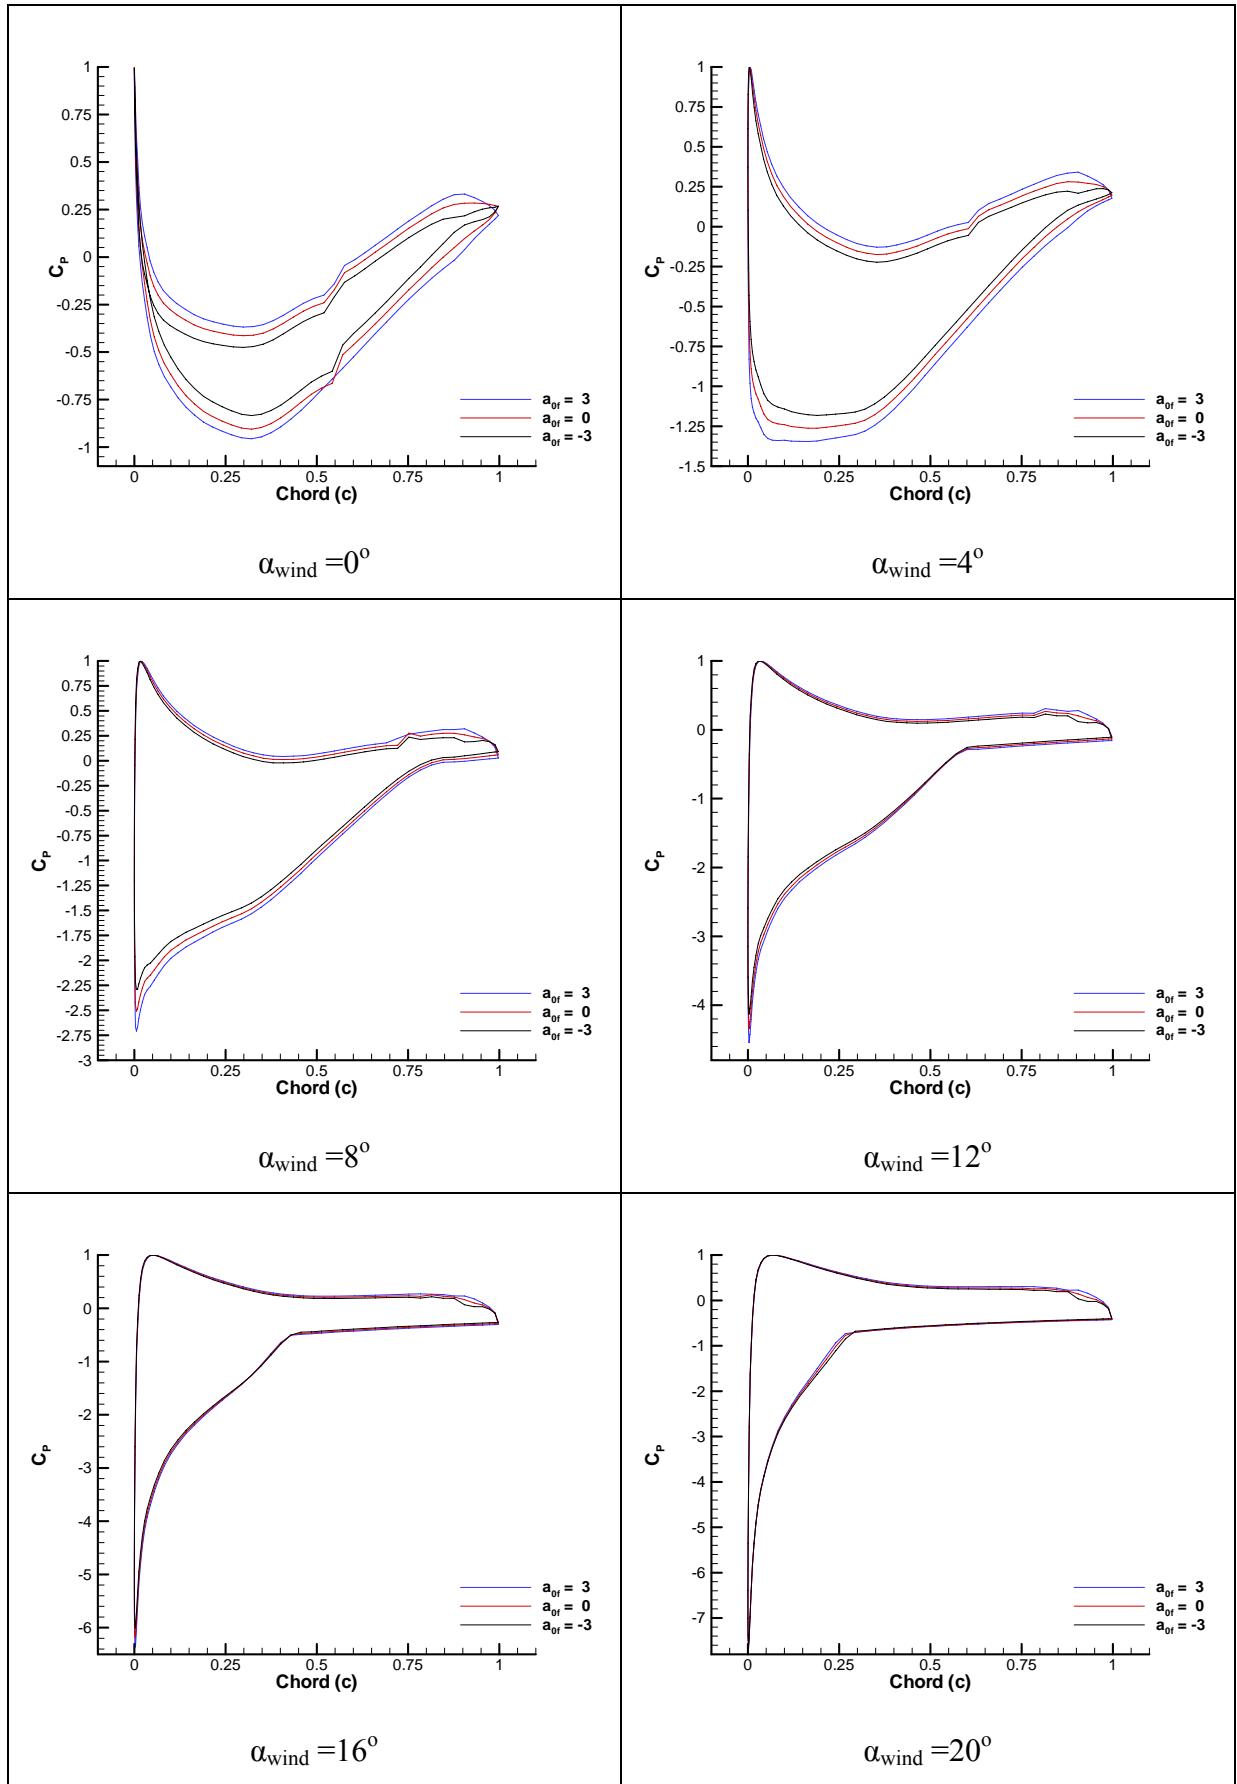 1
0.75
0.5
0.25
0
-0.25
-0.5
-0.75
-1
C_P
0 0.25 0.5 0.75 1
Chord (c)
a_0f = 3
a_0f = 0
a_0f = -3
α_wind =0°
1
0.75
0.5
0.25
0
-0.25
-0.5
-0.75
-1
-1.25
-1.5
C_P
0 0.25 0.5 0.75 1
Chord (c)
a_0f = 3
a_0f = 0
a_0f = -3
α_wind =4°
1
0.75
0.5
0.25
0
-0.25
-0.5
-0.75
-1
-1.25
-1.5
-1.75
-2
-2.25
-2.5
-2.75
-3
C_P
0 0.25 0.5 0.75 1
Chord (c)
a_0f = 3
a_0f = 0
a_0f = -3
α_wind =8°
1
0
-1
-2
-3
-4
C_P
0 0.25 0.5 0.75 1
Chord (c)
a_0f = 3
a_0f = 0
a_0f = -3
α_wind =12°
1
0
-1
-2
-3
-4
-5
-6
C_P
0 0.25 0.5 0.75 1
Chord (c)
a_0f = 3
a_0f = 0
a_0f = -3
α_wind =16°
1
0
-1
-2
-3
-4
-5
-6
-7
C_P
0 0.25 0.5 0.75 1
Chord (c)
a_0f = 3
a_0f = 0
a_0f = -3
α_wind =20°